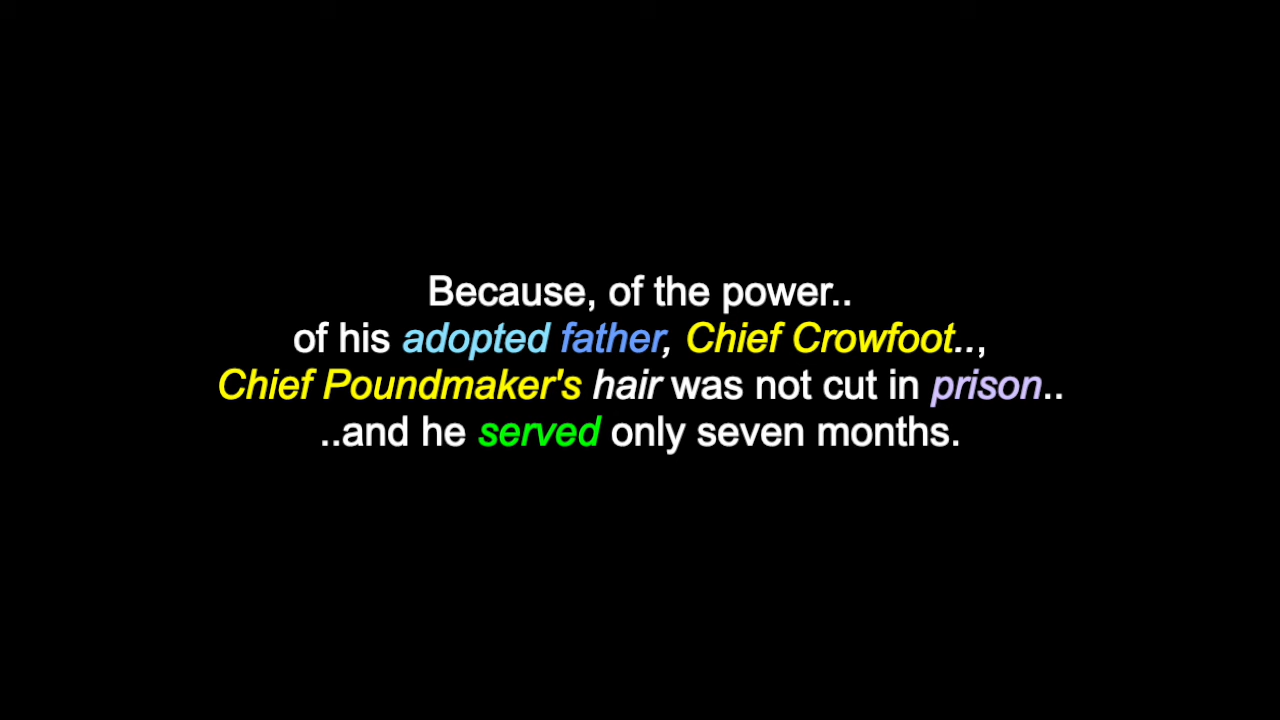 Because, of the power..
of his adopted father, Chief Crowfoot..,
Chief Poundmaker's hair was not cut in prison..
..and he served only seven months.